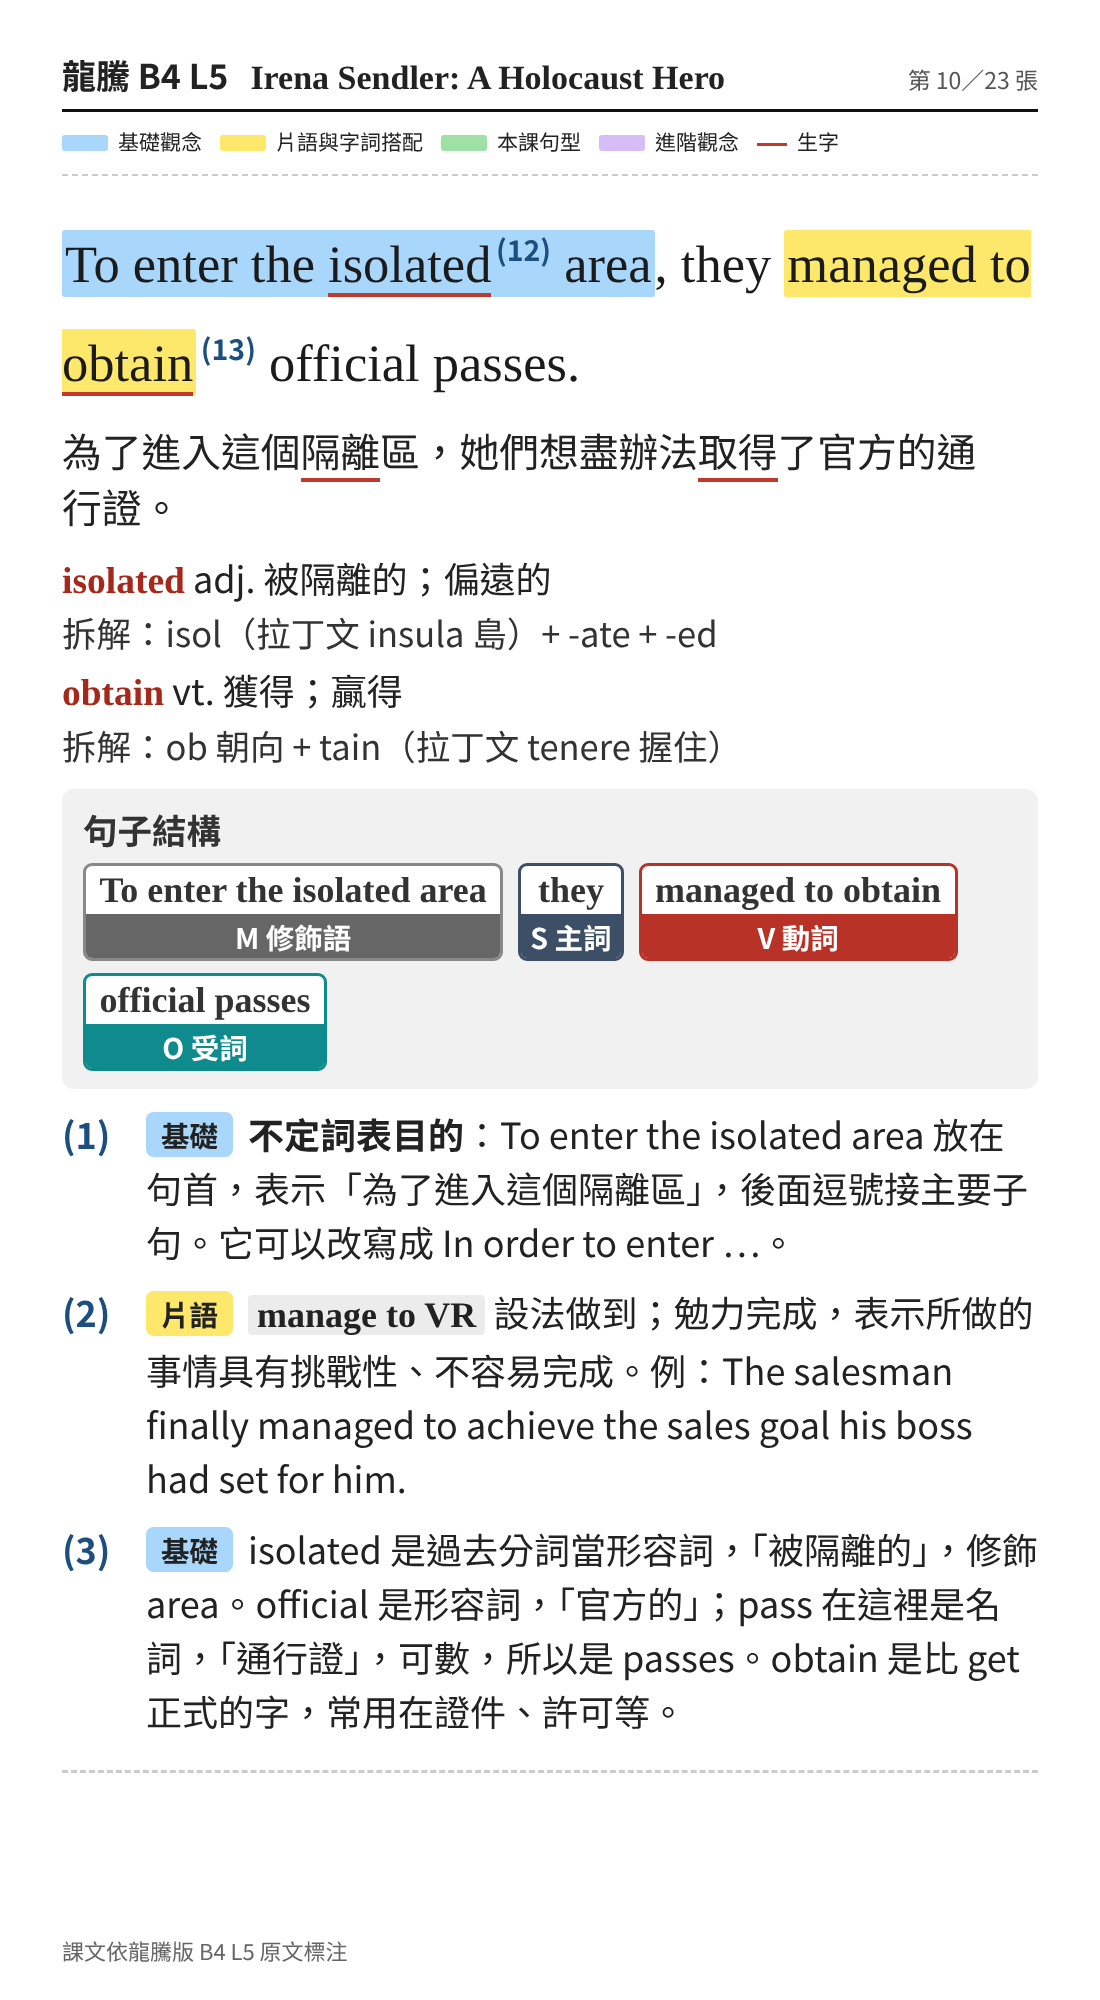 龍騰 B4 L5 Irena Sendler: A Holocaust Hero 第 10／23 張
基礎觀念 片語與字詞搭配 本課句型 進階觀念 生字
To enter the isolated(12) area, they managed to
obtain(13) official passes.
為了進入這個隔離區，她們想盡辦法取得了官方的通
行證。
isolated adj. 被隔離的；偏遠的
拆解：isol（拉丁文 insula 島）+ -ate + -ed
obtain vt. 獲得；贏得
拆解：ob 朝向 + tain（拉丁文 tenere 握住）
句子結構
To enter the isolated area they managed to obtain
M 修飾語 S 主詞 V 動詞
official passes
O 受詞
(1) 基礎 不定詞表目的：To enter the isolated area 放在
句首，表示「為了進入這個隔離區」，後面逗號接主要子
句。它可以改寫成 In order to enter …。
(2) 片語 manage to VR 設法做到；勉力完成，表示所做的
事情具有挑戰性、不容易完成。例：The salesman
finally managed to achieve the sales goal his boss
had set for him.
(3) 基礎 isolated 是過去分詞當形容詞，「被隔離的」，修飾
area。official 是形容詞，「官方的」；pass 在這裡是名
詞，「通行證」，可數，所以是 passes。obtain 是比 get
正式的字，常用在證件、許可等。
課文依龍騰版 B4 L5 原文標注